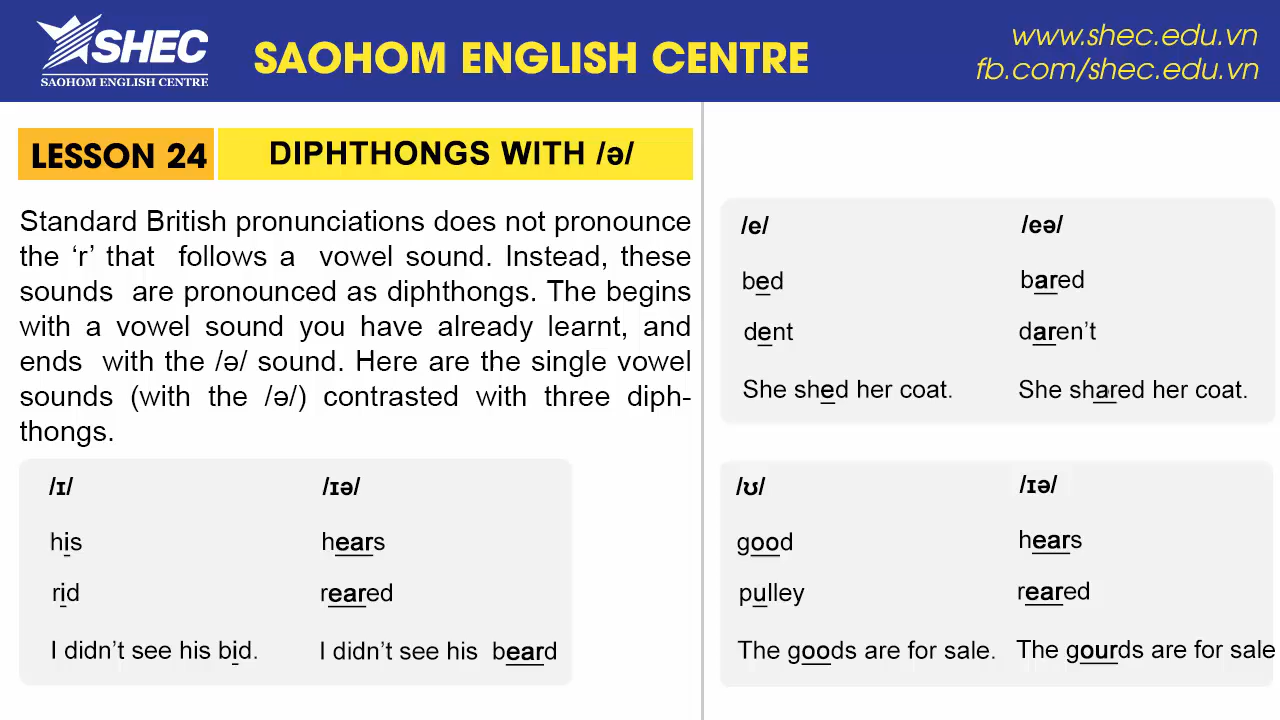 SHEC
SAOHOM ENGLISH CENTRE
SAOHOM ENGLISH CENTRE
www.shec.edu.vn
fb.com/shec.edu.vn
LESSON 24
DIPHTHONGS WITH /ə/
Standard British pronunciations does not pronounce
the ‘r’ that follows a vowel sound. Instead, these
sounds are pronounced as diphthongs. The begins
with a vowel sound you have already learnt, and
ends with the /ə/ sound. Here are the single vowel
sounds (with the /ə/) contrasted with three diph-
thongs.
/ɪ/ /ɪə/
his hears
rid reared
I didn’t see his bid. I didn’t see his beard
/e/ /eə/
bed bared
dent daren’t
She shed her coat. She shared her coat.
/ʊ/ /ɪə/
good hears
pulley reared
The goods are for sale. The gourds are for sale